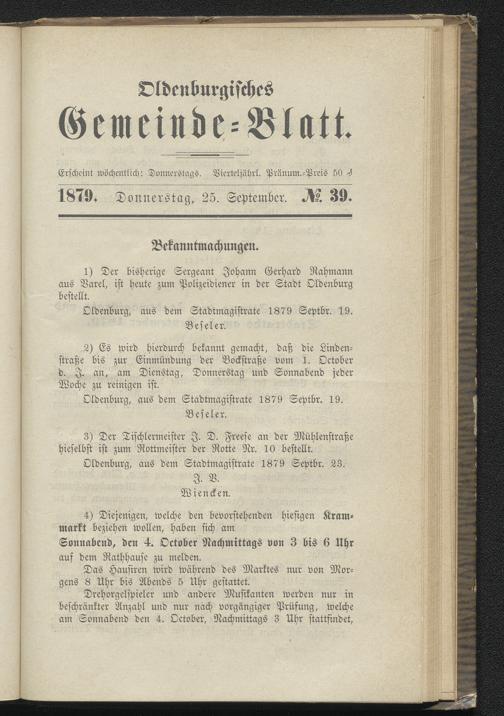 Oldenburgisches
Gemeinde-Blatt.
Erscheint wöchentlich: Donnerstags. Vierteljährl. Pränum.-Preis 50 ₰
1879. Donnerstag, 25. September. № 39.
Bekanntmachungen.
1) Der bisherige Sergeant Johann Gerhard Rahmann
aus Varel, ist heute zum Polizeidiener in der Stadt Oldenburg
bestellt.
Oldenburg, aus dem Stadtmagistrate 1879 Septbr. 19.
Beseler.
2) Es wird hierdurch bekannt gemacht, daß die Linden-
straße bis zur Einmündung der Bockstraße vom 1. October
d. J. an, am Dienstag, Donnerstag und Sonnabend jeder
Woche zu reinigen ist.
Oldenburg, aus dem Stadtmagistrate 1879 Septbr. 19.
Beseler.
3) Der Tischlermeister J. D. Freese an der Mühlenstraße
hieselbst ist zum Rottmeister der Rotte Nr. 10 bestellt.
Oldenburg, aus dem Stadtmagistrate 1879 Septbr. 23.
J. V.
Wiencken.
4) Diejenigen, welche den bevorstehenden hiesigen Kram-
markt beziehen wollen, haben sich am
Sonnabend, den 4. October Nachmittags von 3 bis 6 Uhr
auf dem Rathhause zu melden.
Das Hausiren wird während des Marktes nur von Mor-
gens 8 Uhr bis Abends 5 Uhr gestattet.
Drehorgelspieler und andere Musikanten werden nur in
beschränkter Anzahl und nur nach vorgängiger Prüfung, welche
am Sonnabend den 4. October, Nachmittags 3 Uhr stattfindet,